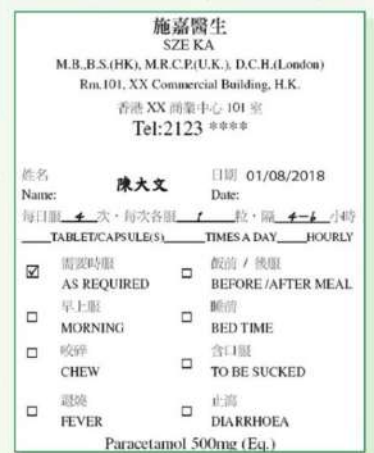 施嘉醫生
SZE KA
M.B.,B.S.(HK), M.R.C.P.(U.K.), D.C.H.(London)
Rm.101, XX Commercial Building, H.K.
香港 XX 商業中心 101 室
Tel:2123 ****
姓名 日期 01/08/2018
Name: 陳大文 Date:
每日服 4 次，每次各服 1 粒，隔 4-6 小時
____TABLET/CAPSULE(S)____TIMES A DAY____HOURLY
☑ 需要時服 □ 飯前 / 後服
AS REQUIRED BEFORE /AFTER MEAL
□ 早上服 □ 睡前
MORNING BED TIME
□ 咬碎 □ 含口服
CHEW TO BE SUCKED
□ 退燒 □ 止瀉
FEVER DIARRHOEA
Paracetamol 500mg (Eq.)